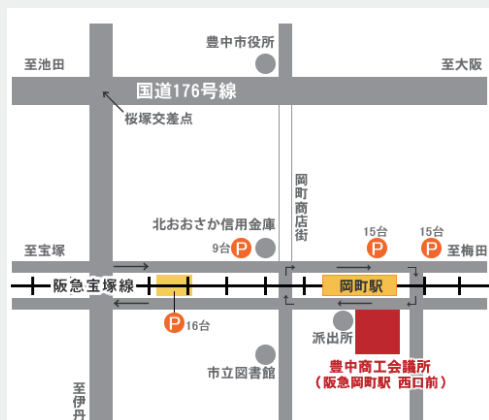 豊中市役所
至池田
至大阪
国道176号線
桜塚交差点
岡町商店街
北おおさか信用金庫
9台 P
15台
P
15台
P
至宝塚
至梅田
阪急宝塚線
岡町駅
P 16台
派出所
市立図書館
豊中商工会議所
(阪急岡町駅 西口前)
至伊丹